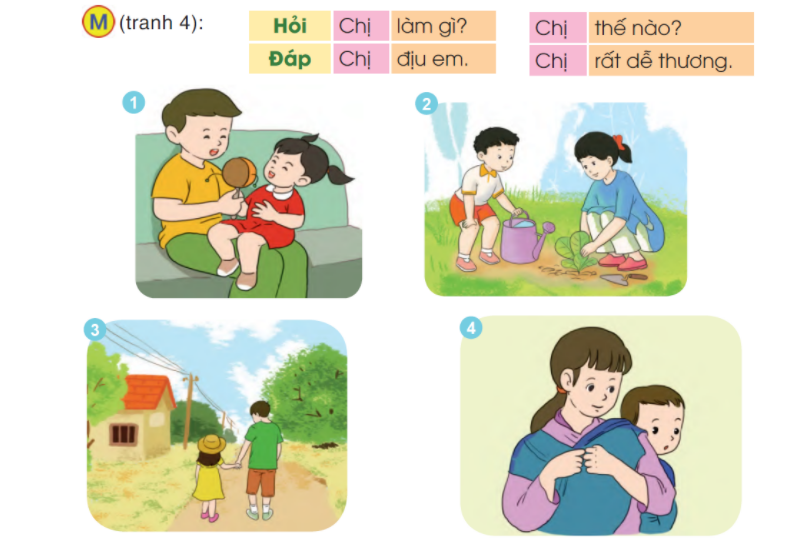 M (tranh 4): Hỏi Chị làm gì? Chị thế nào?
Đáp Chị địu em. Chị rất dễ thương.
1 2
3 4